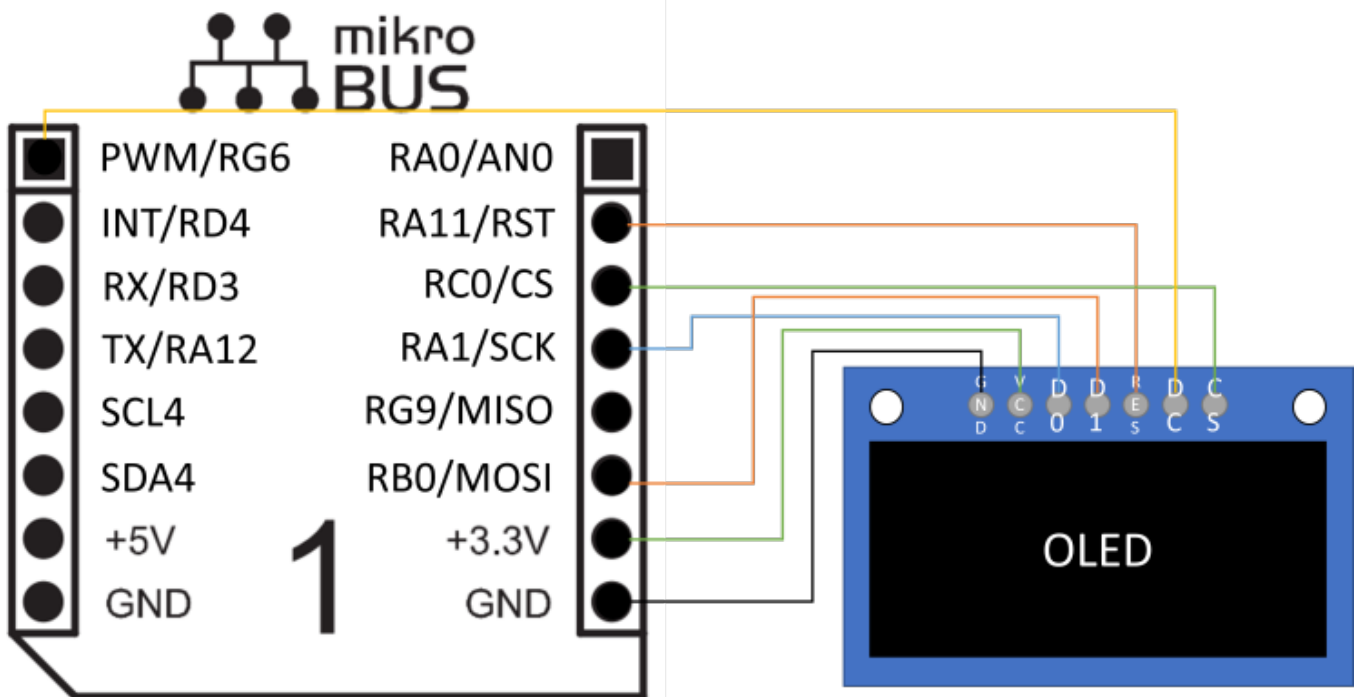 mikro
BUS
PWM/RG6 RA0/AN0
INT/RD4 RA11/RST
RX/RD3 RC0/CS
TX/RA12 RA1/SCK
SCL4 RG9/MISO
SDA4 RB0/MOSI
+5V +3.3V
GND GND
1
GND VCC D0 D1 RES DC CS
OLED